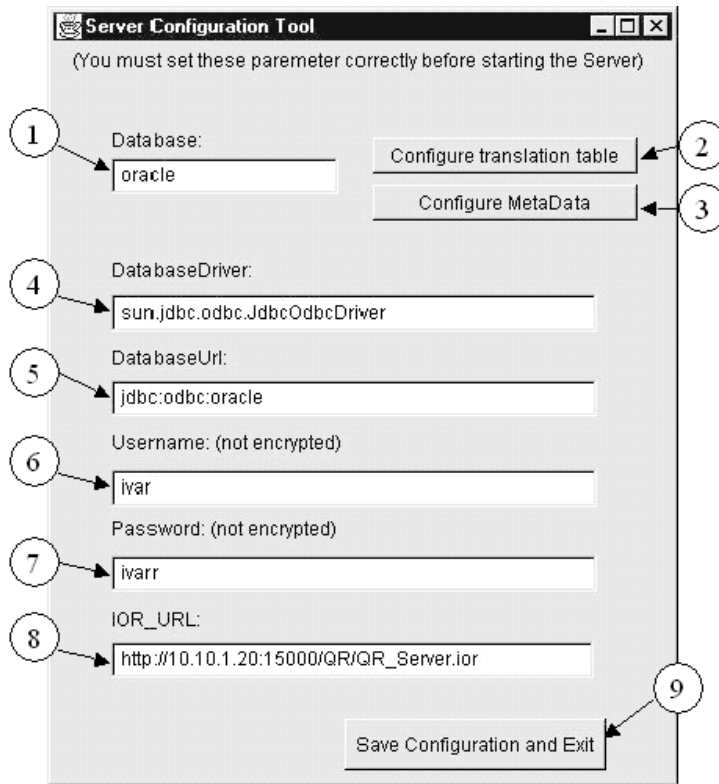 Server Configuration Tool
(You must set these paremeter correctly before starting the Server)
1
Database:
oracle
Configure translation table
2
Configure MetaData
3
DatabaseDriver:
4
sun.jdbc.odbc.JdbcOdbcDriver
DatabaseUrl:
5
jdbc:odbc:oracle
Username: (not encrypted)
6
ivar
Password: (not encrypted)
7
ivarr
IOR_URL:
8
http://10.10.1.20:15000/QR/QR_Server.ior
9
Save Configuration and Exit